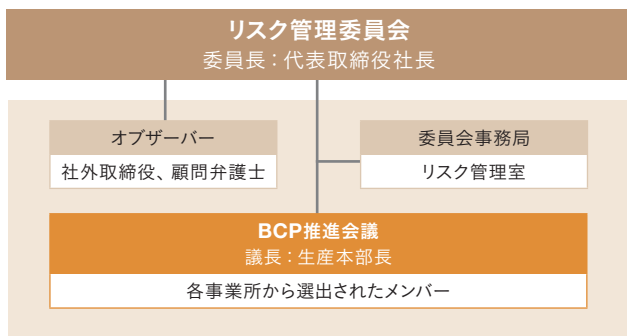 リスク管理委員会
委員長：代表取締役社長
オブザーバー
社外取締役、顧問弁護士
委員会事務局
リスク管理室
BCP推進会議
議長：生産本部長
各事業所から選出されたメンバー